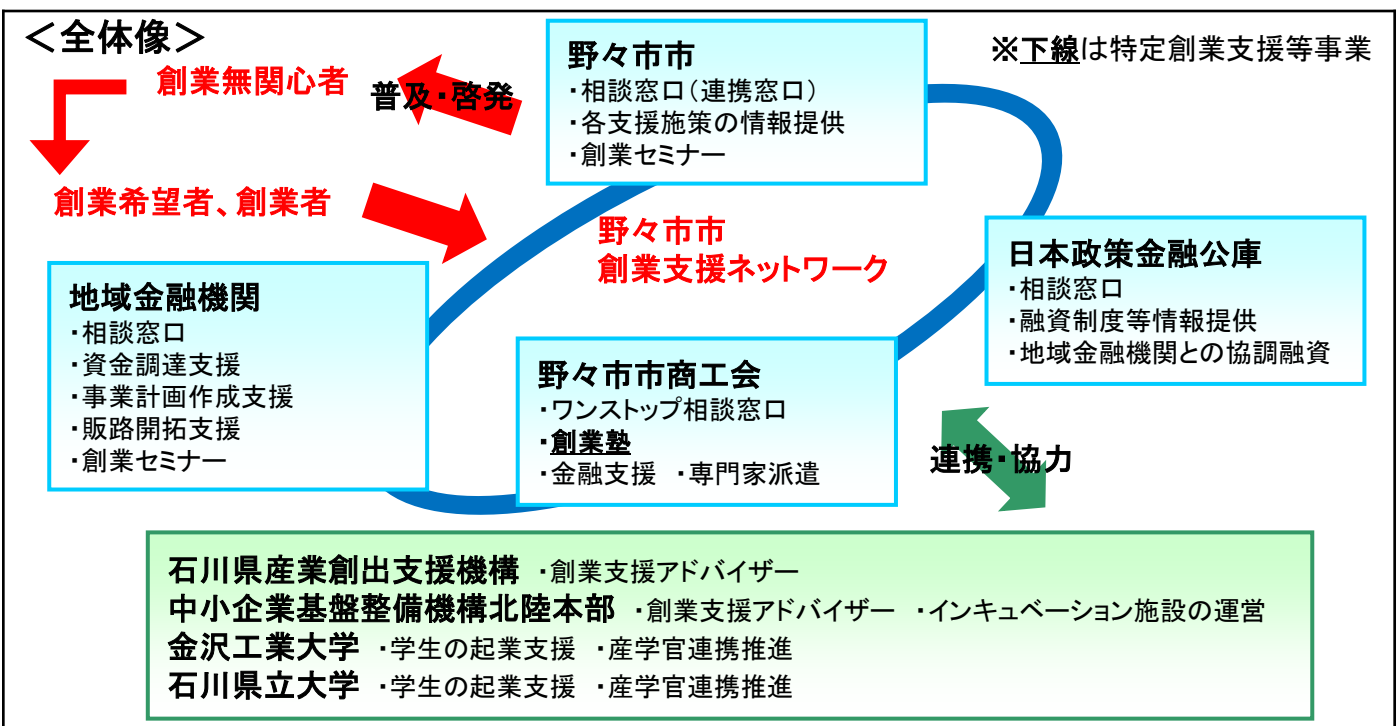 ＜全体像＞
※下線は特定創業支援等事業
創業無関心者
普及・啓発
創業希望者、創業者
野々市市
・相談窓口（連携窓口）
・各支援施策の情報提供
・創業セミナー
野々市市
創業支援ネットワーク
地域金融機関
・相談窓口
・資金調達支援
・事業計画作成支援
・販路開拓支援
・創業セミナー
野々市市商工会
・ワンストップ相談窓口
・創業塾
・金融支援 ・専門家派遣
日本政策金融公庫
・相談窓口
・融資制度等情報提供
・地域金融機関との協調融資
連携・協力
石川県産業創出支援機構 ・創業支援アドバイザー
中小企業基盤整備機構北陸本部 ・創業支援アドバイザー ・インキュベーション施設の運営
金沢工業大学 ・学生の起業支援 ・産学官連携推進
石川県立大学 ・学生の起業支援 ・産学官連携推進